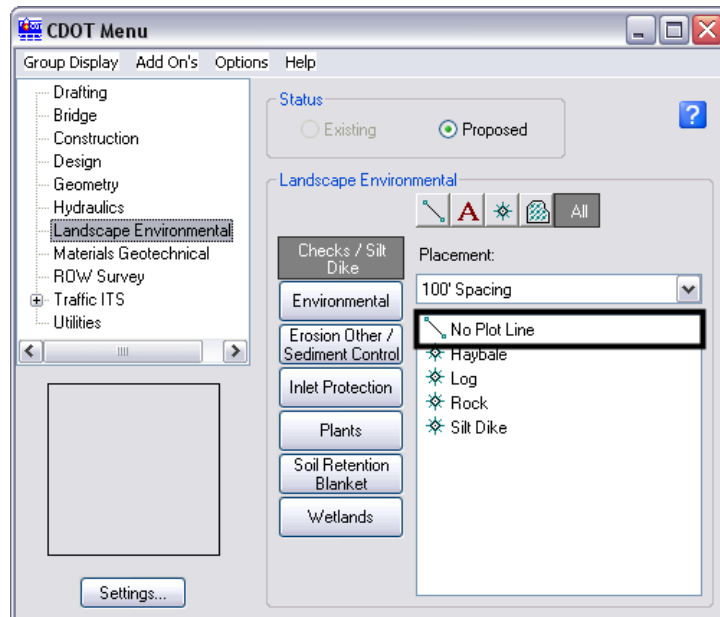 CDOT Menu
Group Display Add On's Options Help
Drafting
Bridge
Construction
Design
Geometry
Hydraulics
Landscape Environmental
Materials Geotechnical
ROW Survey
Traffic ITS
Utilities
Settings...
Status
Existing
Proposed
?
Landscape Environmental
A
All
Checks / Silt
Dike
Environmental
Erosion Other /
Sediment Control
Inlet Protection
Plants
Soil Retention
Blanket
Wetlands
Placement:
100' Spacing
No Plot Line
Haybale
Log
Rock
Silt Dike